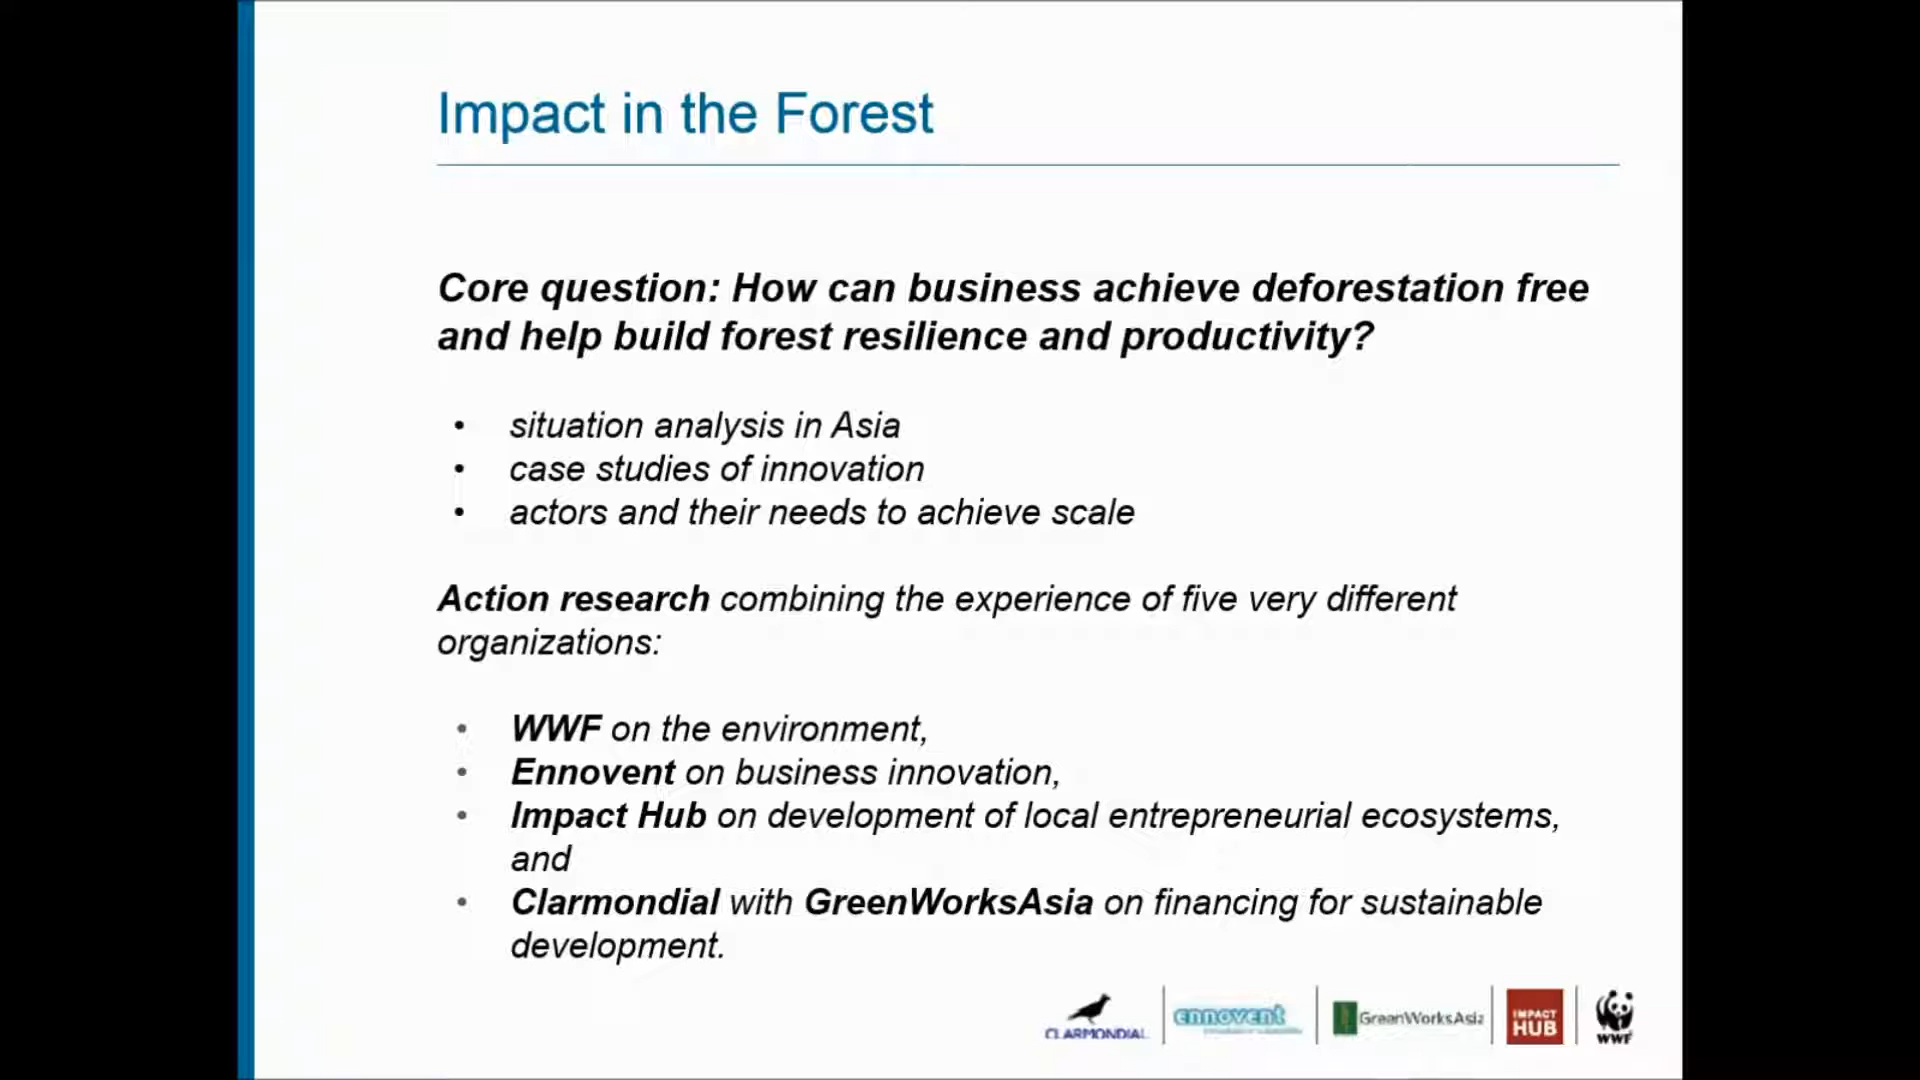 Impact in the Forest
Core question: How can business achieve deforestation free
and help build forest resilience and productivity?
• situation analysis in Asia
• case studies of innovation
• actors and their needs to achieve scale
Action research combining the experience of five very different
organizations:
• WWF on the environment,
• Ennovent on business innovation,
• Impact Hub on development of local entrepreneurial ecosystems,
and
• Clarmondial with GreenWorksAsia on financing for sustainable
development.
CLARMONDIAL
ennovent
GreenWorksAsia
IMPACT
HUB
WWF